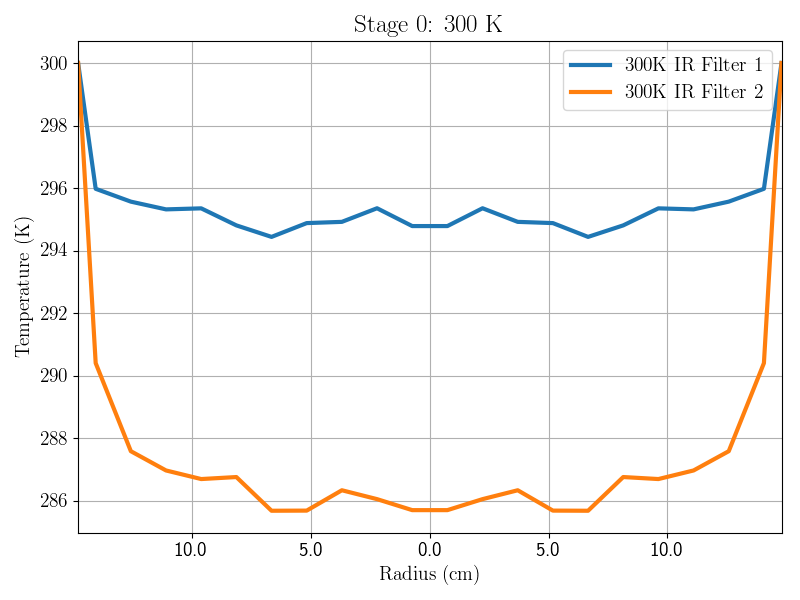 Stage 0: 300 K
300K IR Filter 1
300K IR Filter 2
Temperature (K)
300
298
296
294
292
290
288
286
10.0 5.0 0.0 5.0 10.0
Radius (cm)